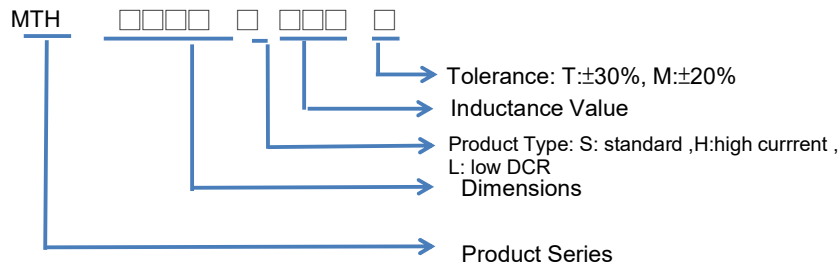 MTH □□□□ □ □□□ □
Tolerance: T:±30%, M:±20%
Inductance Value
Product Type: S: standard ,H:high currrent ,
L: low DCR
Dimensions
Product Series